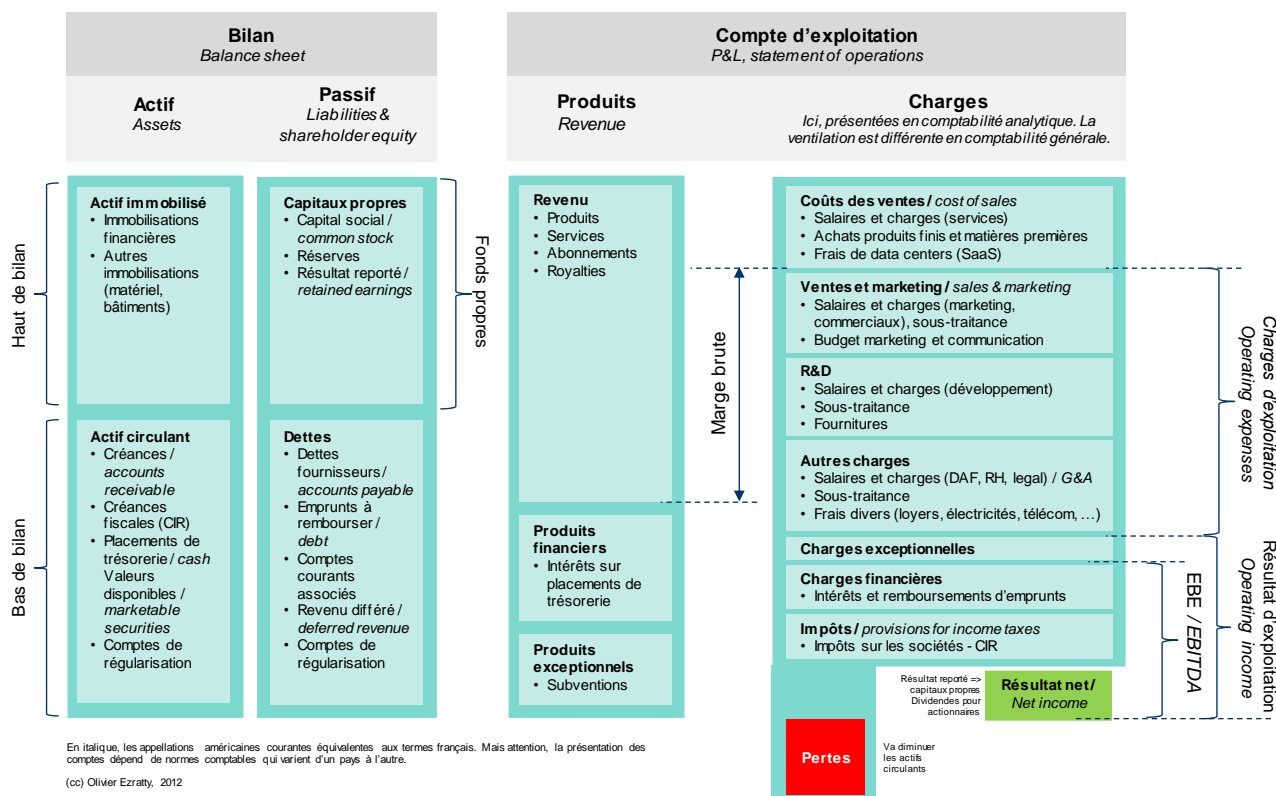 Bilan
Balance sheet
Actif
Assets
Passif
Liabilities &
shareholder equity
Compte d'exploitation
P&L, statement of operations
Produits
Revenue
Charges
Ici, présentées en comptabilité analytique. La
ventilation est différente en comptabilité générale.
Haut de bilan
Bas de bilan
Actif immobilisé
• Immobilisations
financières
• Autres
immobilisations
(matériel,
bâtiments)
Actif circulant
• Créances /
accounts
receivable
• Créances
fiscales (CIR)
• Placements de
trésorerie / cash
Valeurs
disponibles /
marketable
securities
• Comptes de
régularisation
Capitaux propres
• Capital social /
common stock
• Réserves
• Résultat reporté /
retained earnings
Fonds propres
Dettes
• Dettes
fournisseurs /
accounts payable
• Emprunts à
rembourser /
debt
• Comptes
courants
associés
• Revenu différé /
deferred revenue
• Comptes de
régularisation
Revenu
• Produits
• Services
• Abonnements
• Royalties
Marge brute
Produits
financiers
• Intérêts sur
placements de
trésorerie
Produits
exceptionnels
• Subventions
Coûts des ventes / cost of sales
• Salaires et charges (services)
• Achats produits finis et matières premières
• Frais de data centers (SaaS)
Ventes et marketing / sales & marketing
• Salaires et charges (marketing,
commerciaux), sous-traitance
• Budget marketing et communication
R&D
• Salaires et charges (développement)
• Sous-traitance
• Fournitures
Autres charges
• Salaires et charges (DAF, RH, legal) / G&A
• Sous-traitance
• Frais divers (loyers, électricités, télécom, …)
Charges exceptionnelles
Charges financières
• Intérêts et remboursements d'emprunts
Impôts / provisions for income taxes
• Impôts sur les sociétés - CIR
Charges d'exploitation
Operating expenses
EBE / EBITDA
Résultat d'exploitation
Operating income
Résultat reporté =>
capitaux propres
Dividendes pour
actionnaires
Résultat net /
Net income
Pertes
Va diminuer
les actifs
circulants
En italique, les appellations américaines courantes équivalentes aux termes français. Mais attention, la présentation des
comptes dépend de normes comptables qui varient d'un pays à l'autre.
(cc) Olivier Ezratty, 2012